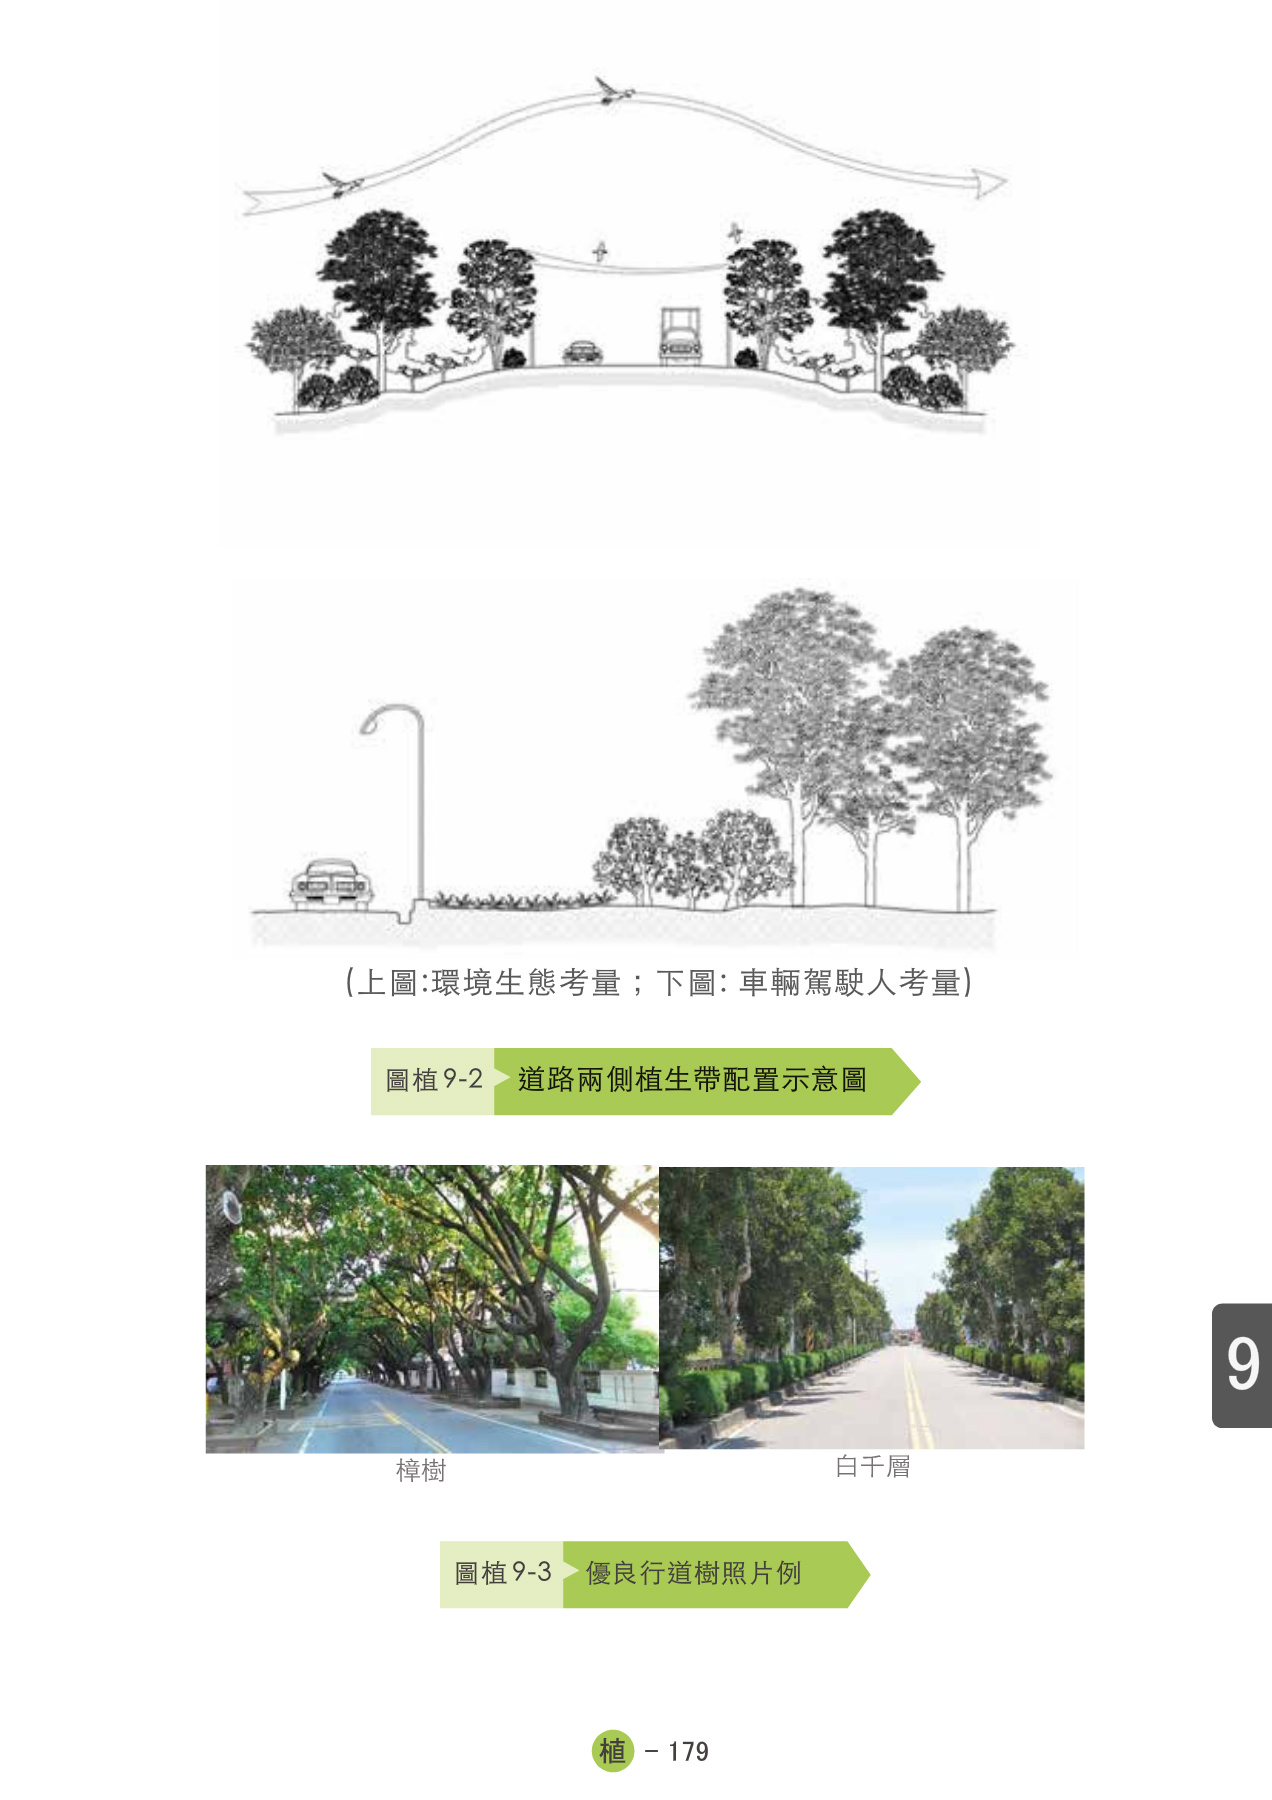 (上圖:環境生態考量；下圖: 車輛駕駛人考量)
圖植9-2 道路兩側植生帶配置示意圖
樟樹
白千層
9
圖植9-3 優良行道樹照片例
植 – 179